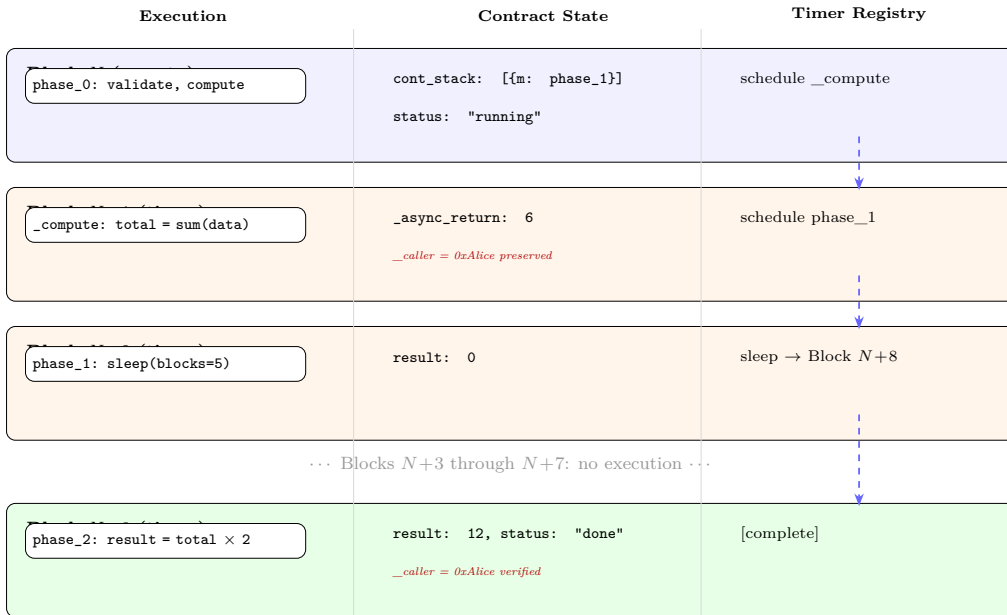 Execution
Contract State
Timer Registry
phase_0: validate, compute
cont_stack: [{m: phase_1}]
status: "running"
schedule _compute
_compute: total = sum(data)
_async_return: 6
_caller = 0xAlice preserved
schedule phase_1
phase_1: sleep(blocks=5)
result: 0
sleep → Block N+8
··· Blocks N+3 through N+7: no execution ···
phase_2: result = total × 2
result: 12, status: "done"
_caller = 0xAlice verified
[complete]